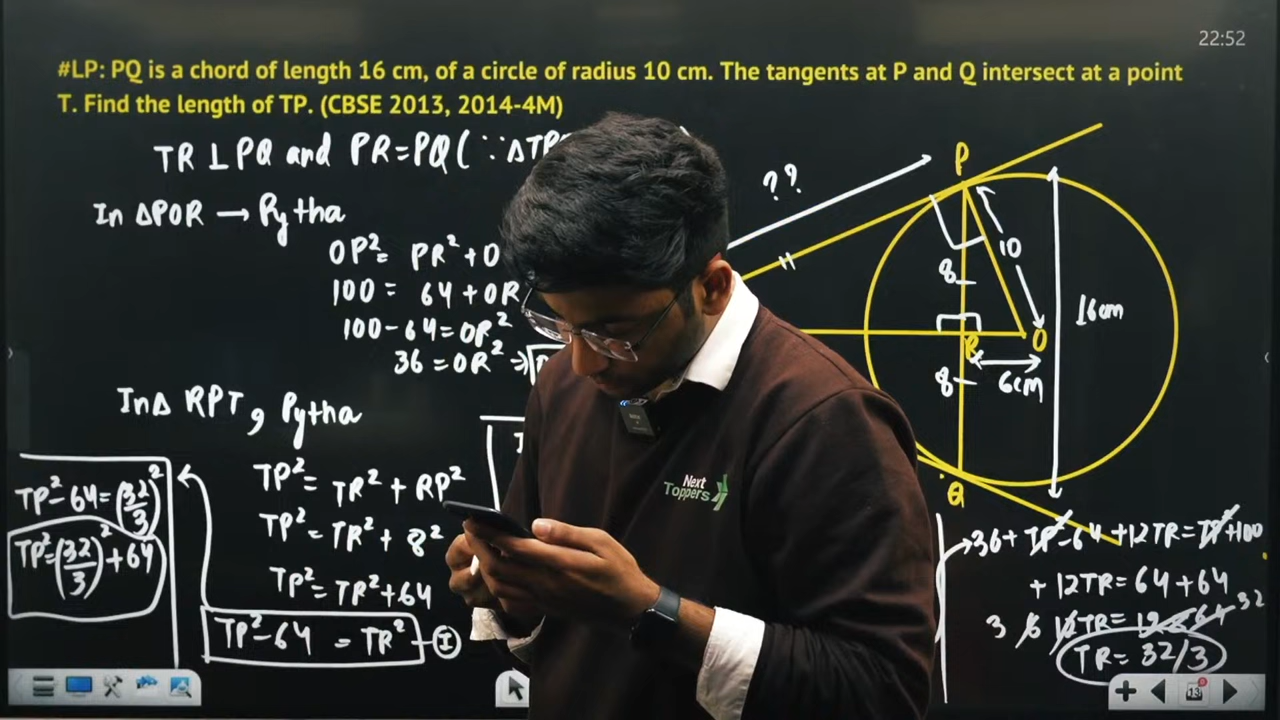 22:52
#LP: PQ is a chord of length 16 cm, of a circle of radius 10 cm. The tangents at P and Q intersect at a point
T. Find the length of TP. (CBSE 2013, 2014-4M)
TR ⊥ PQ and PR=PQ (∵ ΔTP
In ΔPOR → Pytha
OP² = PR² + O
100 = 64 + OR
100-64 = OR²
36 = OR² ⇒
In Δ RPT, Pytha
TP² = TR² + RP²
TP² = TR² + 8²
TP² = TR² + 64
TP²-64 = TR² - (I)
TP²-64 = (32/3)²
TP² = (32/3)² + 64
??
P
10
8
R
O
8
6cm
16cm
Q
Next
Toppers
36 + TP²-64 + 12TR = TP² + 100
+ 12TR = 64+64
TR = 32/3
13